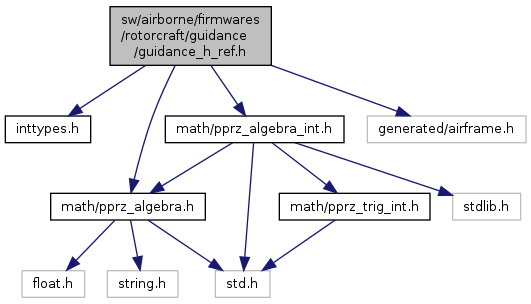 sw/airborne/firmwares
/rotorcraft/guidance
/guidance_h_ref.h
inttypes.h
math/pprz_algebra_int.h
generated/airframe.h
math/pprz_algebra.h
math/pprz_trig_int.h
stdlib.h
float.h
string.h
std.h